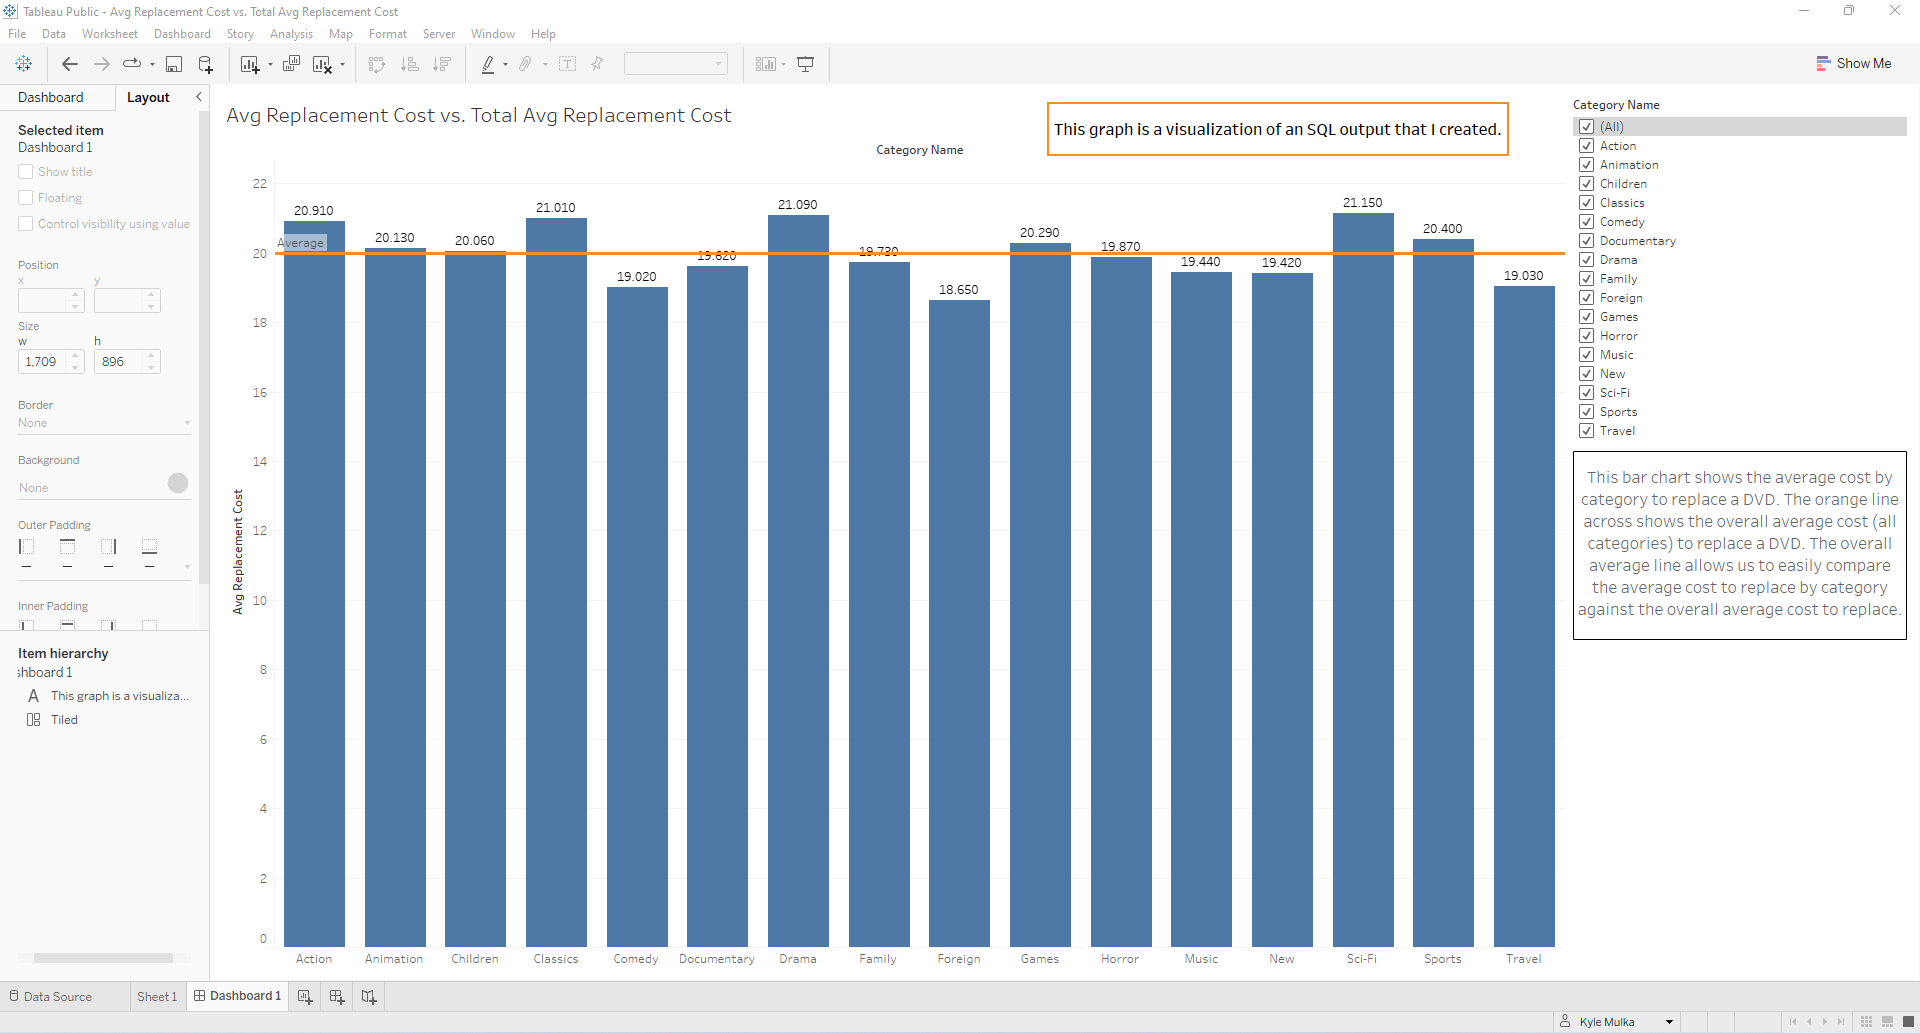 Tableau Public - Avg Replacement Cost vs. Total Avg Replacement Cost
File Data Worksheet Dashboard Story Analysis Map Format Server Window Help
Show Me
Dashboard Layout
Selected item
Dashboard 1
Show title
Floating
Control visibility using value
Position
x y
Size
w h
1,709 896
Border
None
Background
None
Outer Padding
Inner Padding
Item hierarchy
shboard 1
A This graph is a visualiza...
Tiled
Avg Replacement Cost vs. Total Avg Replacement Cost
This graph is a visualization of an SQL output that I created.
Category Name
Avg Replacement Cost
22
20
18
16
14
12
10
8
6
4
2
0
Average
20.910 20.130 20.060 21.010 19.020 19.620 21.090 19.730 18.650 20.290 19.870 19.440 19.420 21.150 20.400 19.030
Action Animation Children Classics Comedy Documentary Drama Family Foreign Games Horror Music New Sci-Fi Sports Travel
Category Name
(All)
Action
Animation
Children
Classics
Comedy
Documentary
Drama
Family
Foreign
Games
Horror
Music
New
Sci-Fi
Sports
Travel
This bar chart shows the average cost by
category to replace a DVD. The orange line
across shows the overall average cost (all
categories) to replace a DVD. The overall
average line allows us to easily compare
the average cost to replace by category
against the overall average cost to replace.
Data Source Sheet 1 Dashboard 1
Kyle Mulka